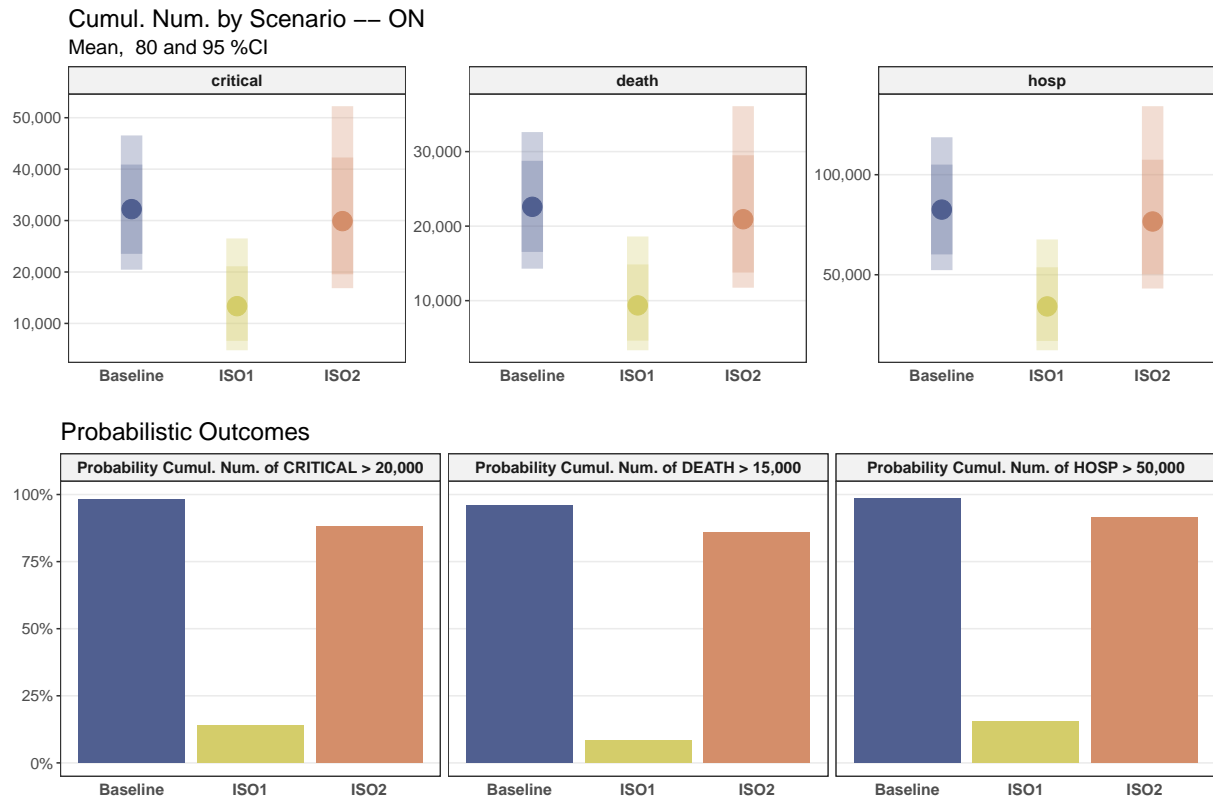 Cumul. Num. by Scenario −− ON
Mean,  80 and 95 %CI
critical
death
hosp
50,000
40,000
30,000
20,000
10,000
30,000
20,000
10,000
100,000
50,000
Baseline ISO1 ISO2
Baseline ISO1 ISO2
Baseline ISO1 ISO2
Probabilistic Outcomes
Probability Cumul. Num. of CRITICAL > 20,000
Probability Cumul. Num. of DEATH > 15,000
Probability Cumul. Num. of HOSP > 50,000
100%
75%
50%
25%
0%
Baseline ISO1 ISO2
Baseline ISO1 ISO2
Baseline ISO1 ISO2